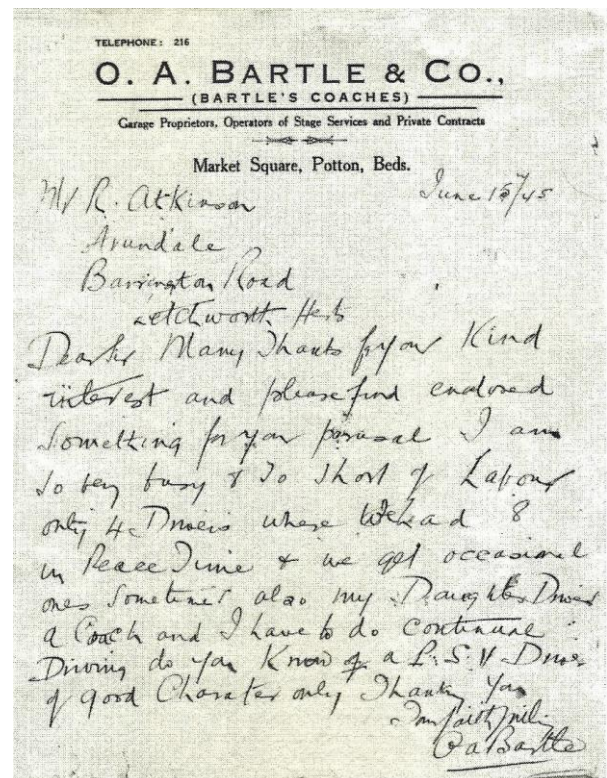 TELEPHONE: 216
O. A. BARTLE & CO.,
(BARTLE'S COACHES)
Garage Proprietors, Operators of Stage Services and Private Contracts
Market Square, Potton, Beds.
June 15/45
Mr R. Atkinson
Arundale
Barrington Road
Letchworth Herts
Dear Sir Many Thanks for your Kind
interest and please find enclosed
Something for your perusal I am
So very busy & So Short of Labour
only 4 Drivers where We had 8
in Peace Time & we get occasional
ones Sometimes also my Daughter Drives
a Coach and I have to do continual
Driving do you Know of a P.S.V Driver
of good Charater only Thanking You
I am faithfully
O a Bartle